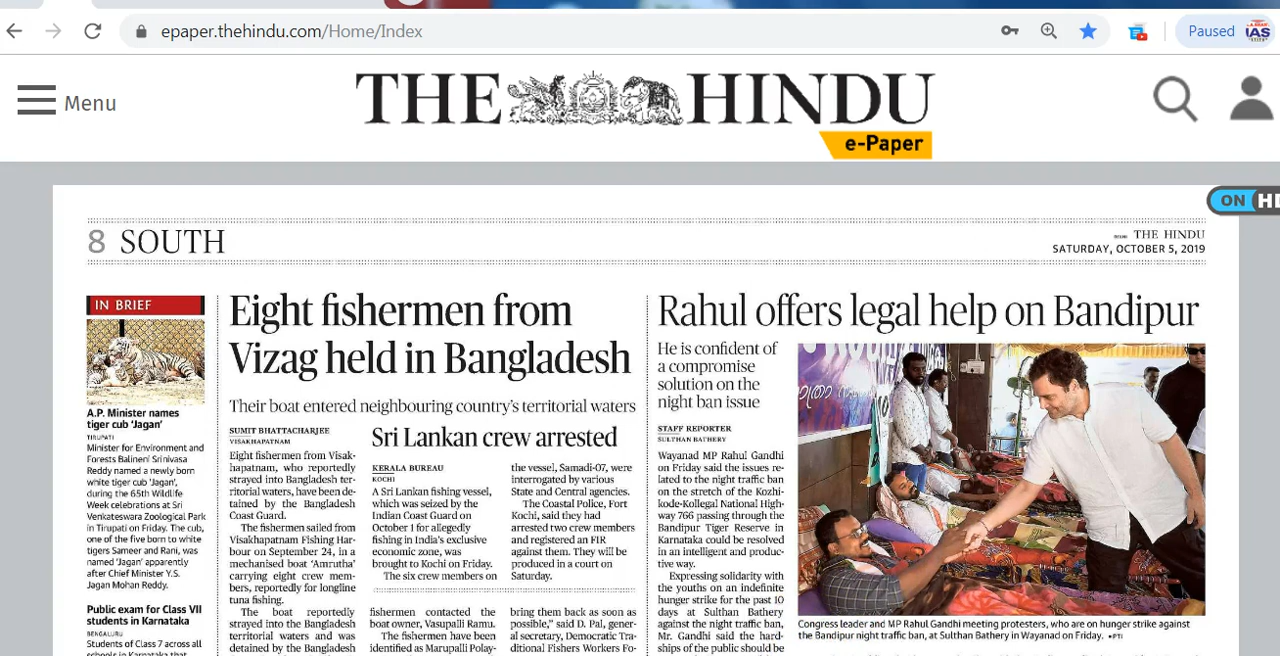 epaper.thehindu.com/Home/Index
Paused
IAS
Menu
THE HINDU
e-Paper
ON
8 SOUTH
THE HINDU
SATURDAY, OCTOBER 5, 2019
IN BRIEF
A.P. Minister names
tiger cub ‘Jagan’
TIRUPATI
Minister for Environment and
Forests Balineni Srinivasa
Reddy named a newly born
white tiger cub ‘Jagan’,
during the 65th Wildlife
Week celebrations at Sri
Venkateswara Zoological Park
in Tirupati on Friday. The cub,
one of the five born to white
tigers Sameer and Rani, was
named ‘Jagan’ apparently
after Chief Minister Y.S.
Jagan Mohan Reddy.
Public exam for Class VII
students in Karnataka
BENGALURU
Students of Class 7 across all
schools in Karnataka that
Eight fishermen from
Vizag held in Bangladesh
Their boat entered neighbouring country’s territorial waters
SUMIT BHATTACHARJEE
VISAKHAPATNAM
Eight fishermen from Visak-
hapatnam, who reportedly
strayed into Bangladesh ter-
ritorial waters, have been de-
tained by the Bangladesh
Coast Guard.
The fishermen sailed from
Visakhapatnam Fishing Har-
bour on September 24, in a
mechanised boat ‘Amrutha’
carrying eight crew mem-
bers, reportedly for longline
tuna fishing.
The boat reportedly
strayed into the Bangladesh
territorial waters and was
detained by the Bangladesh
Sri Lankan crew arrested
KERALA BUREAU
KOCHI
A Sri Lankan fishing vessel,
which was seized by the
Indian Coast Guard on
October 1 for allegedly
fishing in India’s exclusive
economic zone, was
brought to Kochi on Friday.
The six crew members on
the vessel, Samadi-07, were
interrogated by various
State and Central agencies.
The Coastal Police, Fort
Kochi, said they had
arrested two crew members
and registered an FIR
against them. They will be
produced in a court on
Saturday.
fishermen contacted the
boat owner, Vasupalli Ramu.
The fishermen have been
identified as Marupalli Polay-
bring them back as soon as
possible,” said D. Pal, gener-
al secretary, Democratic Tra-
ditional Fishers Workers Fo-
Rahul offers legal help on Bandipur
He is confident of
a compromise
solution on the
night ban issue
STAFF REPORTER
SULTHAN BATHERY
Wayanad MP Rahul Gandhi
on Friday said the issues re-
lated to the night traffic ban
on the stretch of the Kozhi-
kode-Kollegal National High-
way 766 passing through the
Bandipur Tiger Reserve in
Karnataka could be resolved
in an intelligent and produc-
tive way.
Expressing solidarity with
the youths on an indefinite
hunger strike for the past 10
days at Sulthan Bathery
against the night traffic ban,
Mr. Gandhi said the hard-
ships of the public should be
Congress leader and MP Rahul Gandhi meeting protesters, who are on hunger strike against
the Bandipur night traffic ban, at Sulthan Bathery in Wayanad on Friday. •PTI